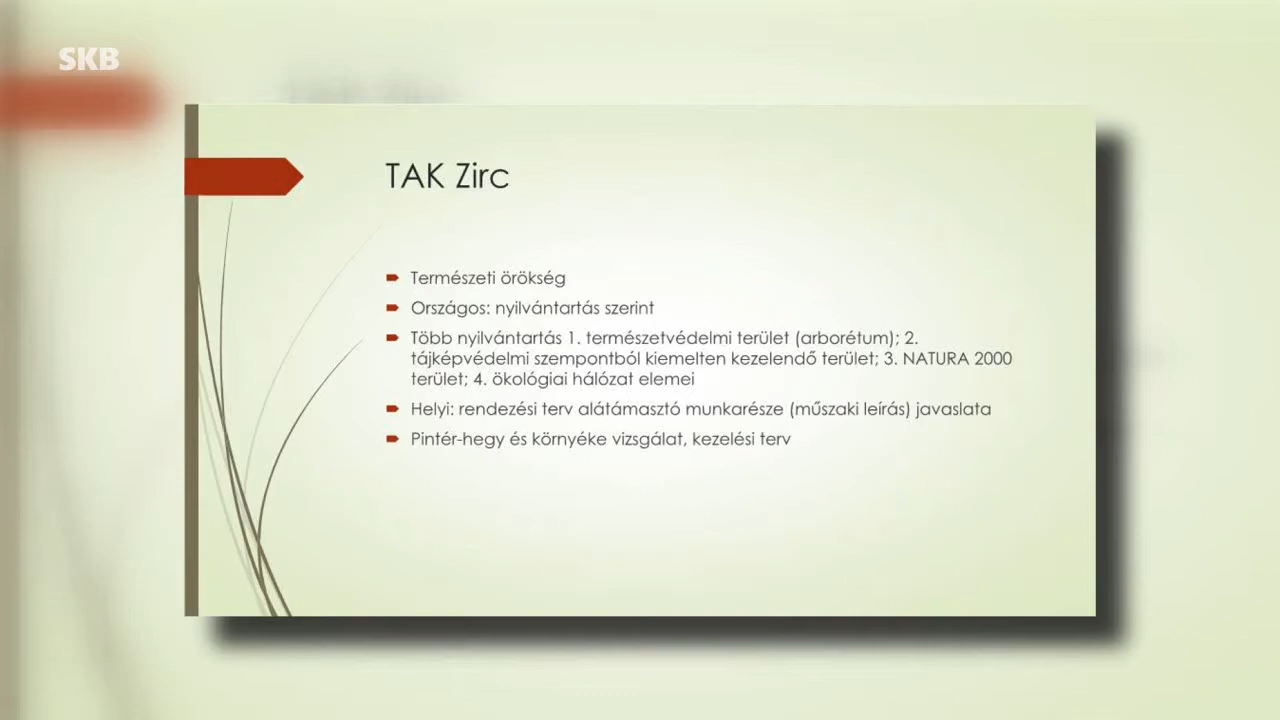 SKB
TAK Zirc
Természeti örökség
Országos: nyilvántartás szerint
Több nyilvántartás 1. természetvédelmi terület (arborétum); 2.
tájképvédelmi szempontból kiemelten kezelendő terület; 3. NATURA 2000
terület; 4. ökológiai hálózat elemei
Helyi: rendezési terv alátámasztó munkarésze (műszaki leírás) javaslata
Pintér-hegy és környéke vizsgálat, kezelési terv